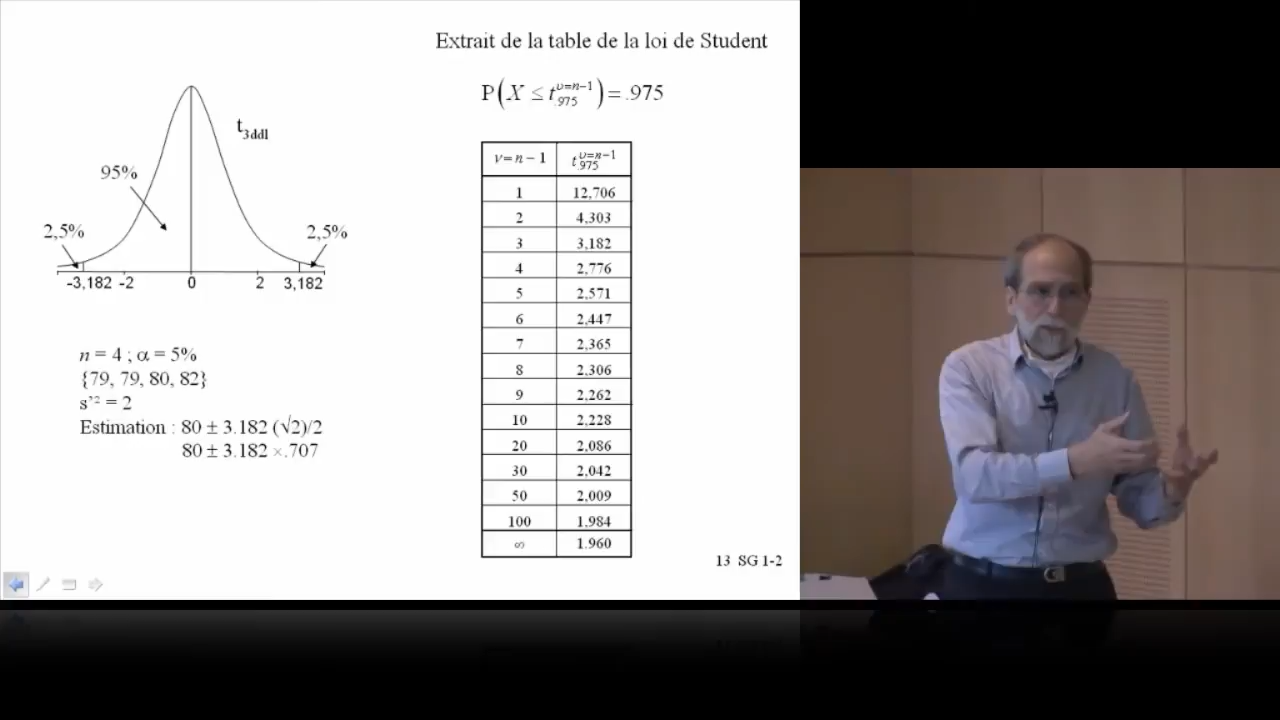 Extrait de la table de la loi de Student
P(X ≤ t.975^υ=n−1) = .975
t3ddl
95%
2,5% 2,5%
-3,182 -2 0 2 3,182
n = 4 ; α = 5%
{79, 79, 80, 82}
s’² = 2
Estimation : 80 ± 3.182 (√2)/2
80 ± 3.182 ×.707
ν = n − 1 t.975^υ=n−1
1 12,706
2 4,303
3 3,182
4 2,776
5 2,571
6 2,447
7 2,365
8 2,306
9 2,262
10 2,228
20 2,086
30 2,042
50 2,009
100 1.984
∞ 1.960
13 SG 1-2